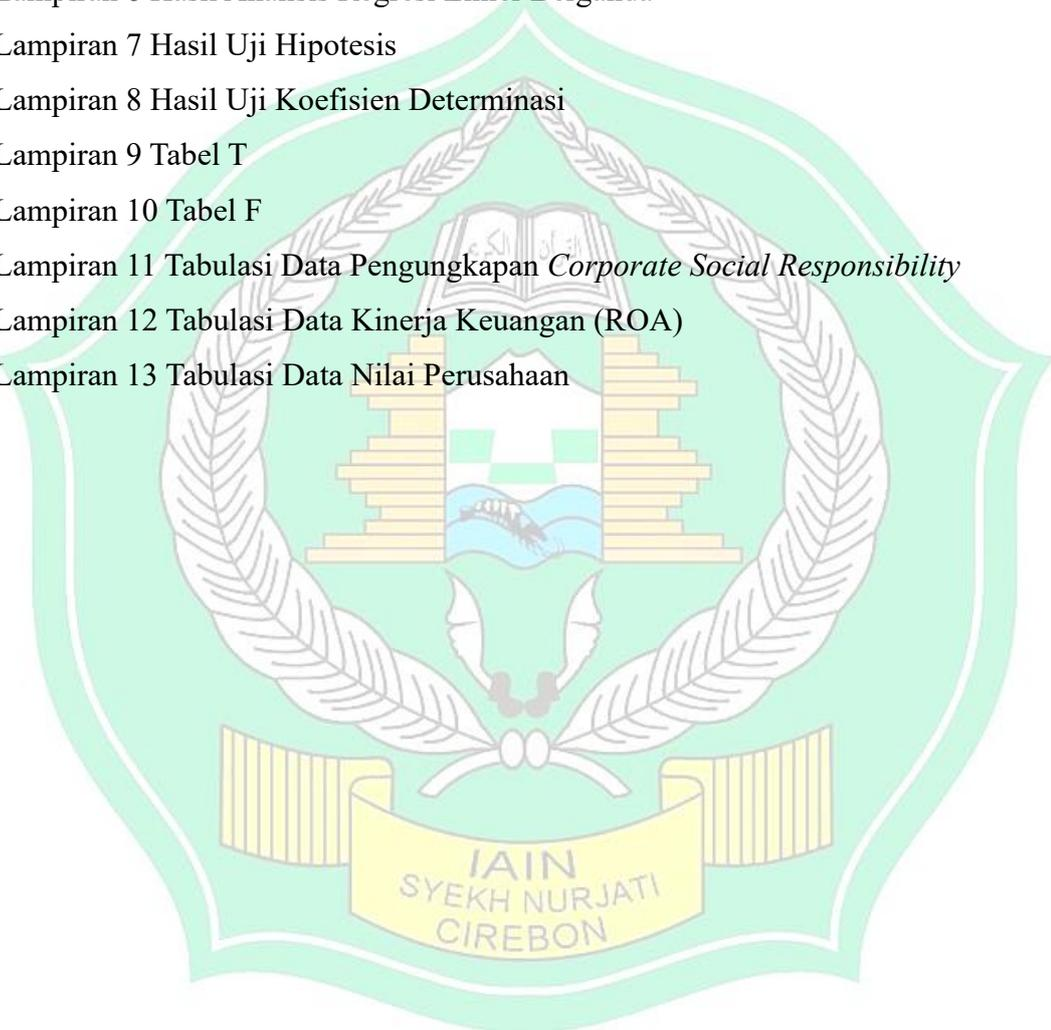 Lampiran 7 Hasil Uji Hipotesis
Lampiran 8 Hasil Uji Koefisien Determinasi
Lampiran 9 Tabel T
Lampiran 10 Tabel F
Lampiran 11 Tabulasi Data Pengungkapan Corporate Social Responsibility
Lampiran 12 Tabulasi Data Kinerja Keuangan (ROA)
Lampiran 13 Tabulasi Data Nilai Perusahaan
IAIN
SYEKH NURJATI
CIREBON